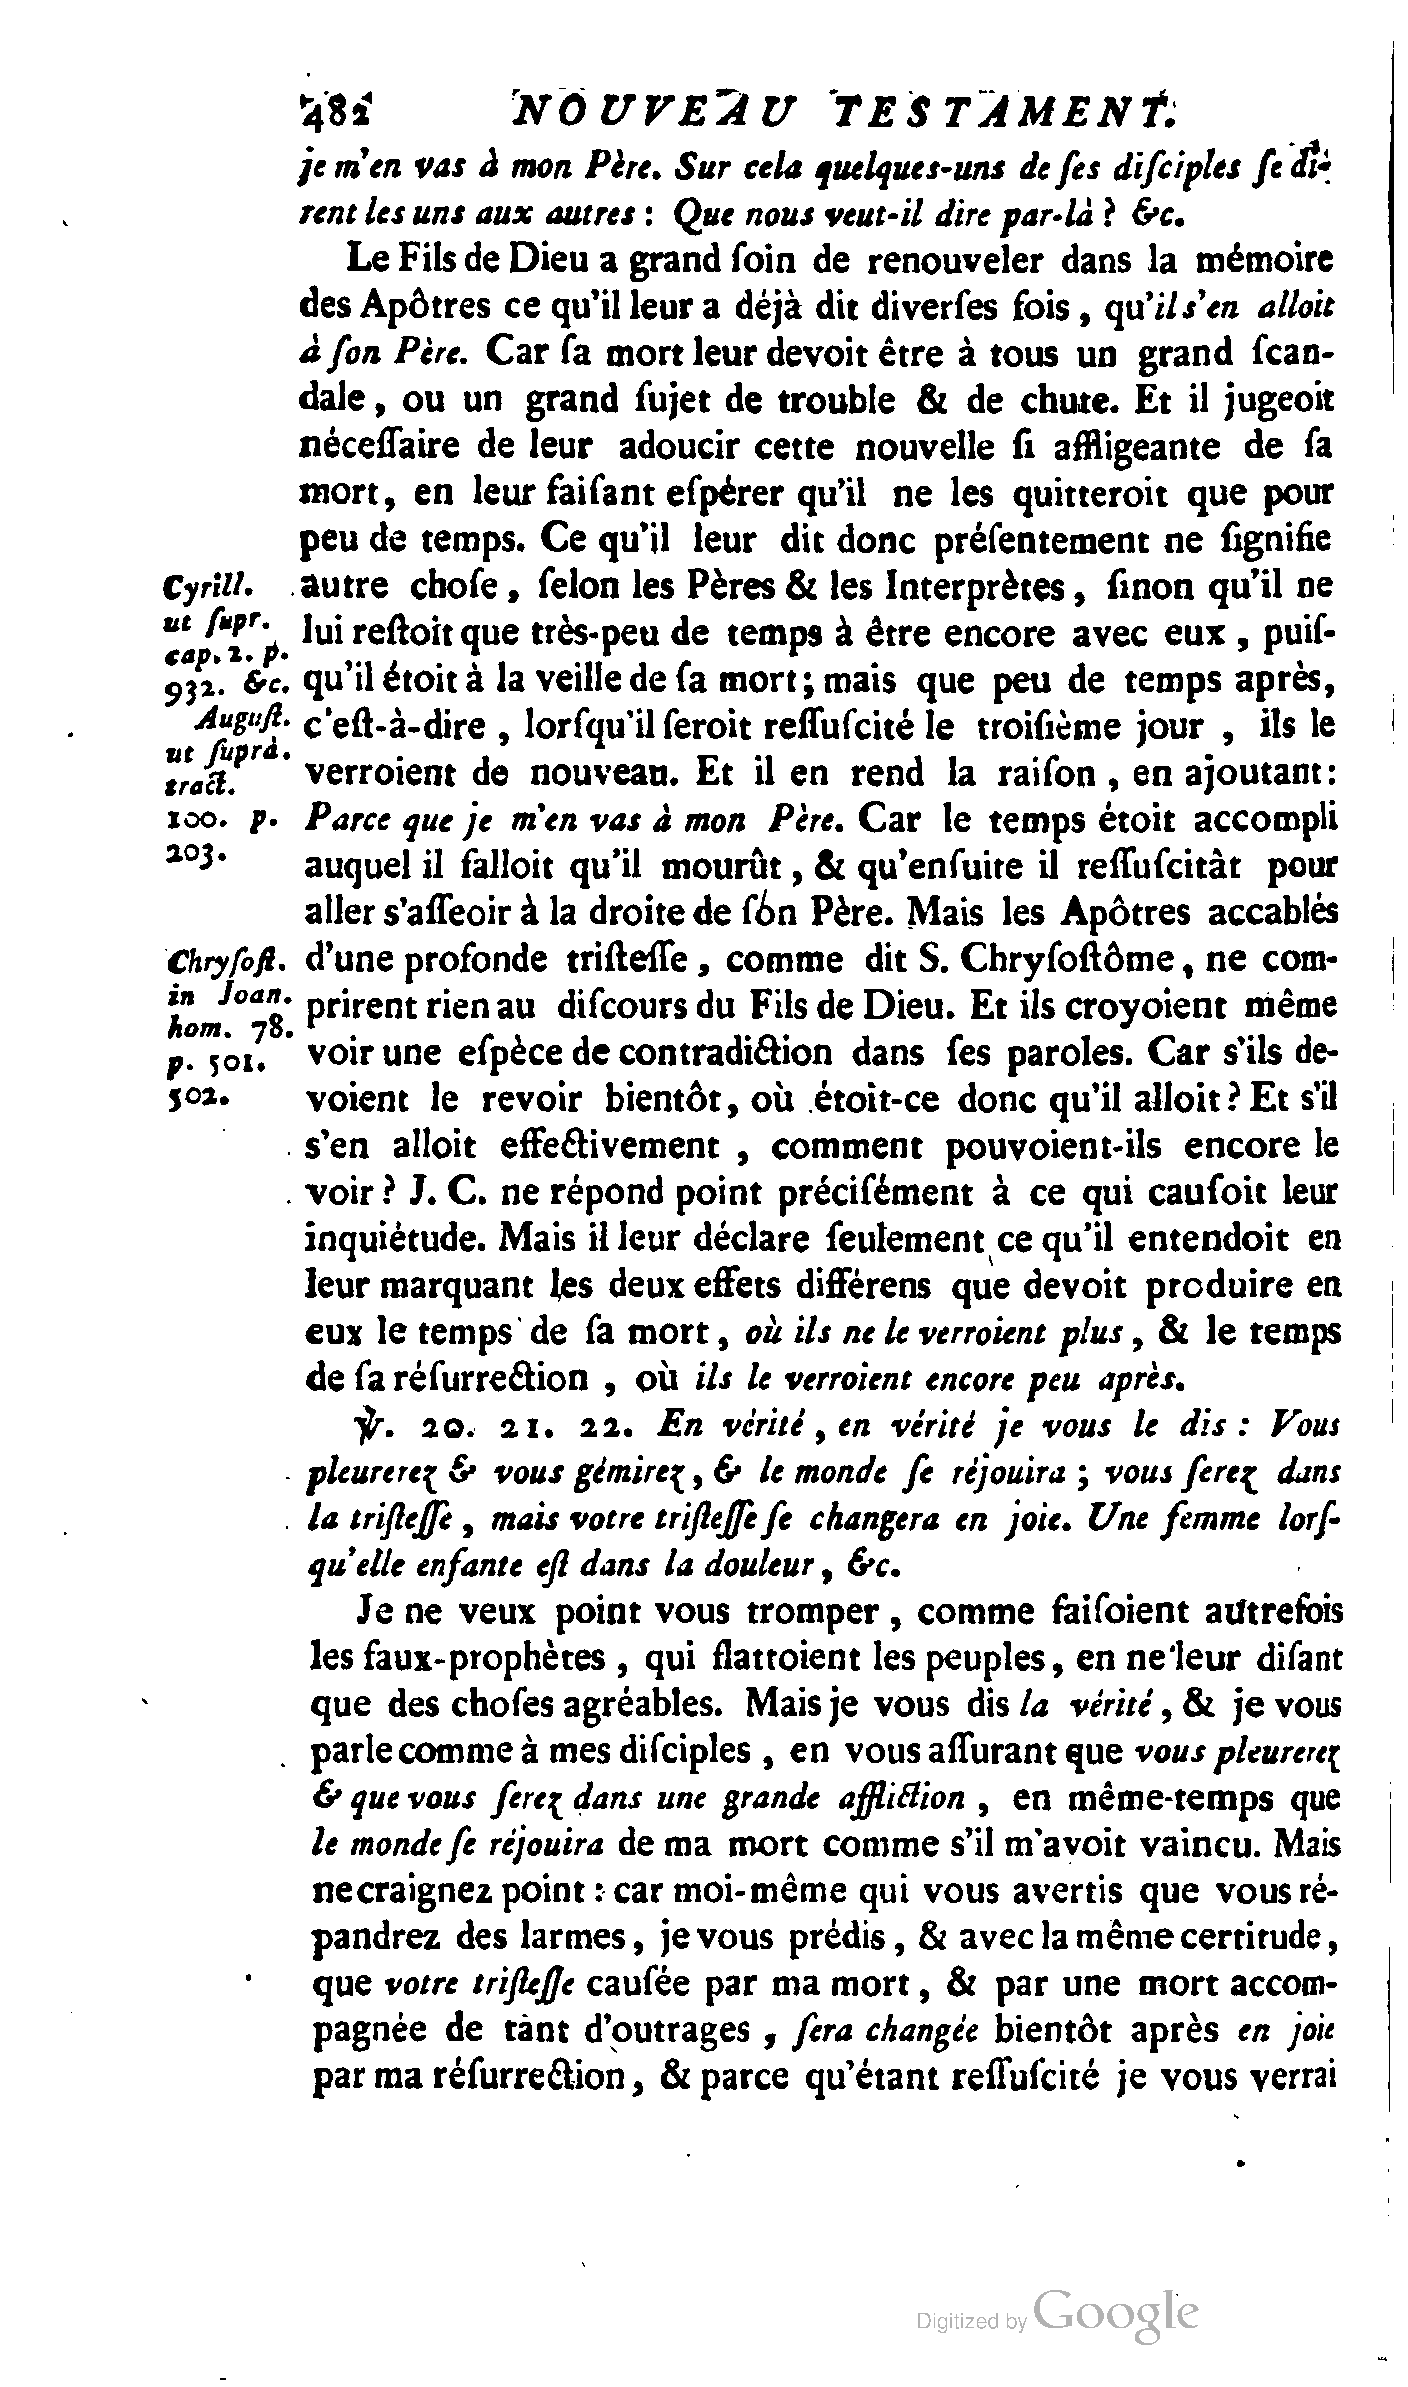 482 NOUVEAU TESTAMENT.
je m'en vas à mon Père. Sur cela quelques-uns de ſes diſciples ſe di-
rent les uns aux autres : Que nous veut-il dire par-là ? &c.
Le Fils de Dieu a grand ſoin de renouveler dans la mémoire
des Apôtres ce qu'il leur a déjà dit diverſes fois, qu'il s'en alloit
à ſon Père. Car ſa mort leur devoit être à tous un grand ſcan-
dale, ou un grand ſujet de trouble & de chute. Et il jugeoit
néceſſaire de leur adoucir cette nouvelle ſi affligeante de ſa
mort, en leur faiſant eſpérer qu'il ne les quitteroit que pour
peu de temps. Ce qu'il leur dit donc préſentement ne ſignifie
autre choſe, ſelon les Pères & les Interprètes, ſinon qu'il ne
lui reſtoit que très-peu de temps à être encore avec eux, puiſ-
qu'il étoit à la veille de ſa mort; mais que peu de temps après,
c'eſt-à-dire, lorſqu'il ſeroit reſſuſcité le troiſième jour, ils le
verroient de nouveau. Et il en rend la raiſon, en ajoutant:
Parce que je m'en vas à mon Père. Car le temps étoit accompli
auquel il falloit qu'il mourût, & qu'enſuite il reſſuſcitât pour
aller s'aſſeoir à la droite de ſon Père. Mais les Apôtres accablés
d'une profonde triſteſſe, comme dit S. Chryſoſtôme, ne com-
prirent rien au diſcours du Fils de Dieu. Et ils croyoient même
voir une eſpèce de contradiction dans ſes paroles. Car s'ils de-
voient le revoir bientôt, où étoit-ce donc qu'il alloit ? Et s'il
s'en alloit effectivement, comment pouvoient-ils encore le
voir ? J. C. ne répond point préciſément à ce qui cauſoit leur
inquiétude. Mais il leur déclare ſeulement ce qu'il entendoit en
leur marquant les deux effets différens que devoit produire en
eux le temps de ſa mort, où ils ne le verroient plus, & le temps
de ſa réſurrection, où ils le verroient encore peu après.
℣. 20. 21. 22. En vérité, en vérité je vous le dis : Vous
pleurerez & vous gémirez, & le monde ſe réjouira ; vous ſerez dans
la triſteſſe, mais votre triſteſſe ſe changera en joie. Une femme lorſ-
qu'elle enfante eſt dans la douleur, &c.
Je ne veux point vous tromper, comme faiſoient autrefois
les faux-prophètes, qui flattoient les peuples, en ne leur diſant
que des choſes agréables. Mais je vous dis la vérité, & je vous
parle comme à mes diſciples, en vous aſſurant que vous pleurerez
& que vous ſerez dans une grande affliction, en même-temps que
le monde ſe réjouira de ma mort comme s'il m'avoit vaincu. Mais
ne craignez point : car moi-même qui vous avertis que vous ré-
pandrez des larmes, je vous prédis, & avec la même certitude,
que votre triſteſſe cauſée par ma mort, & par une mort accom-
pagnée de tant d'outrages, ſera changée bientôt après en joie
par ma réſurrection, & parce qu'étant reſſuſcité je vous verrai
Cyrill.
ut ſupr.
cap. 2. p.
932. &c.
Auguſt.
ut ſuprà.
tract.
100. p.
203.
Chryſoſt.
in Joan.
hom. 78.
p. 501.
502.
Digitized by Google